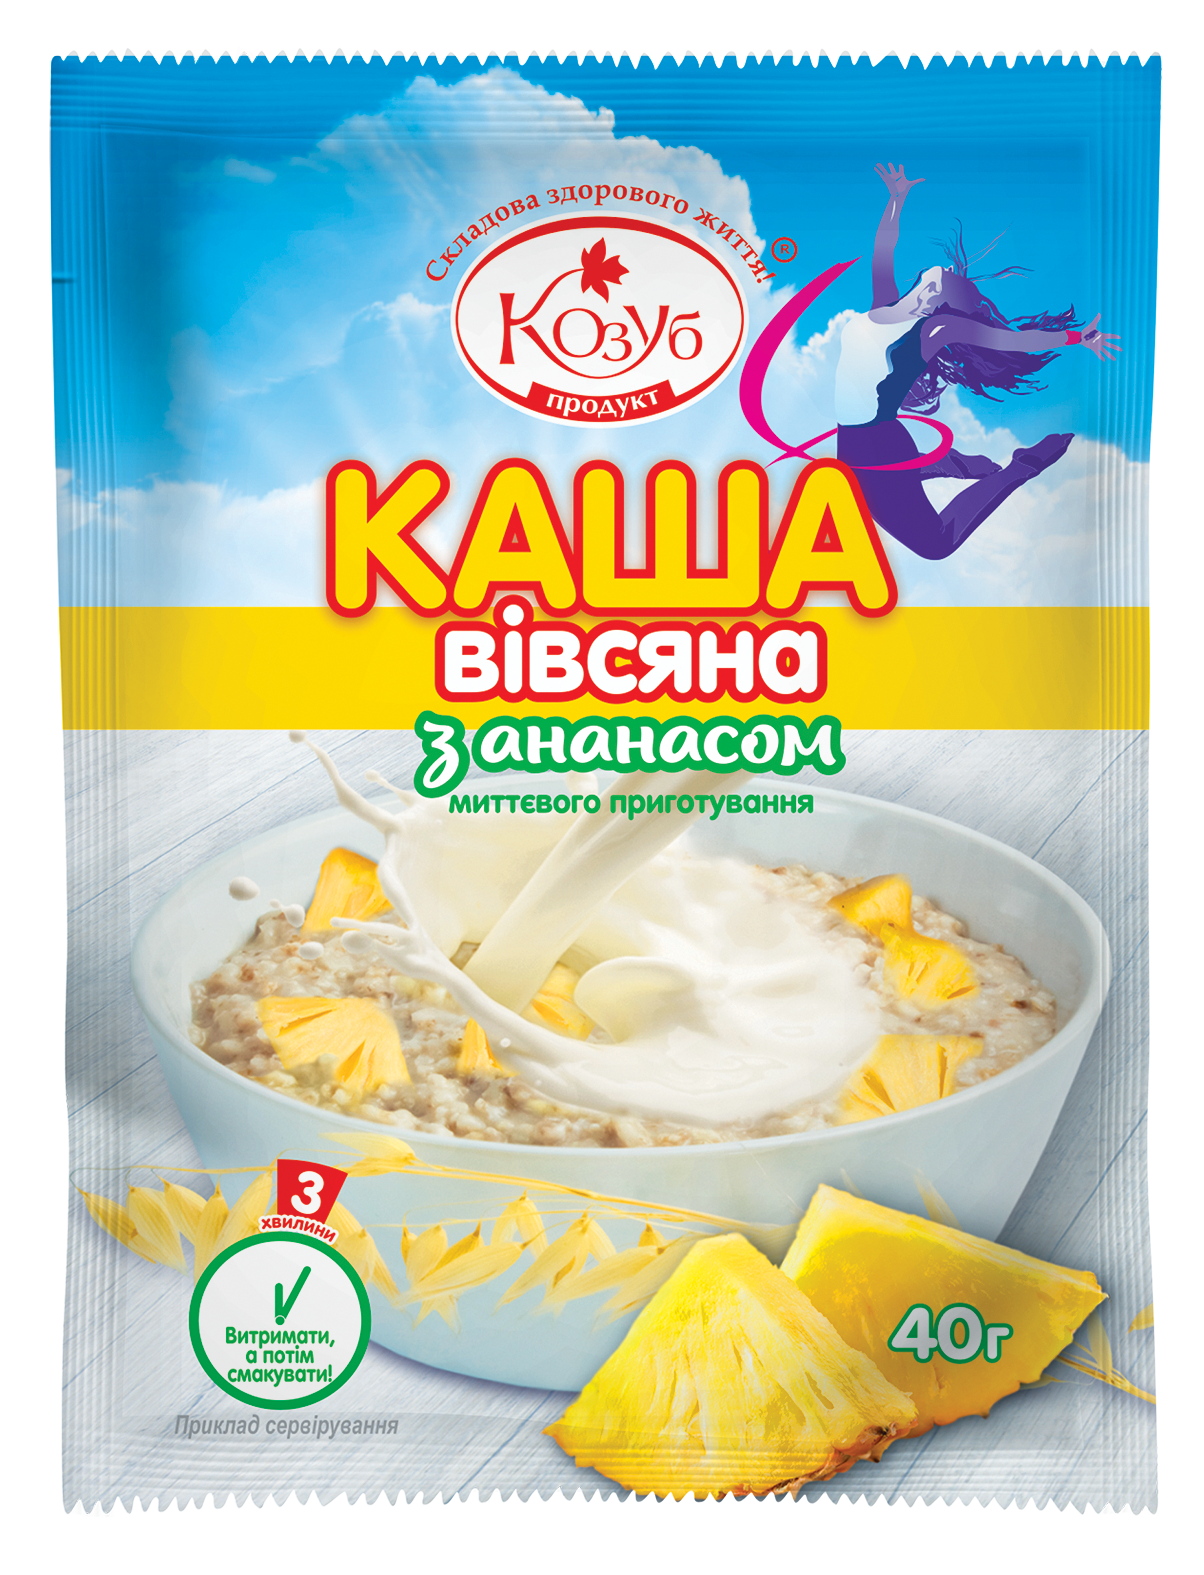 Складова здорового життя!
®
Козуб
продукт
КАША
вівсяна
з ананасом
миттєвого приготування
3
хвилини
Витримати,
а потім
смакувати!
40г
Приклад сервірування